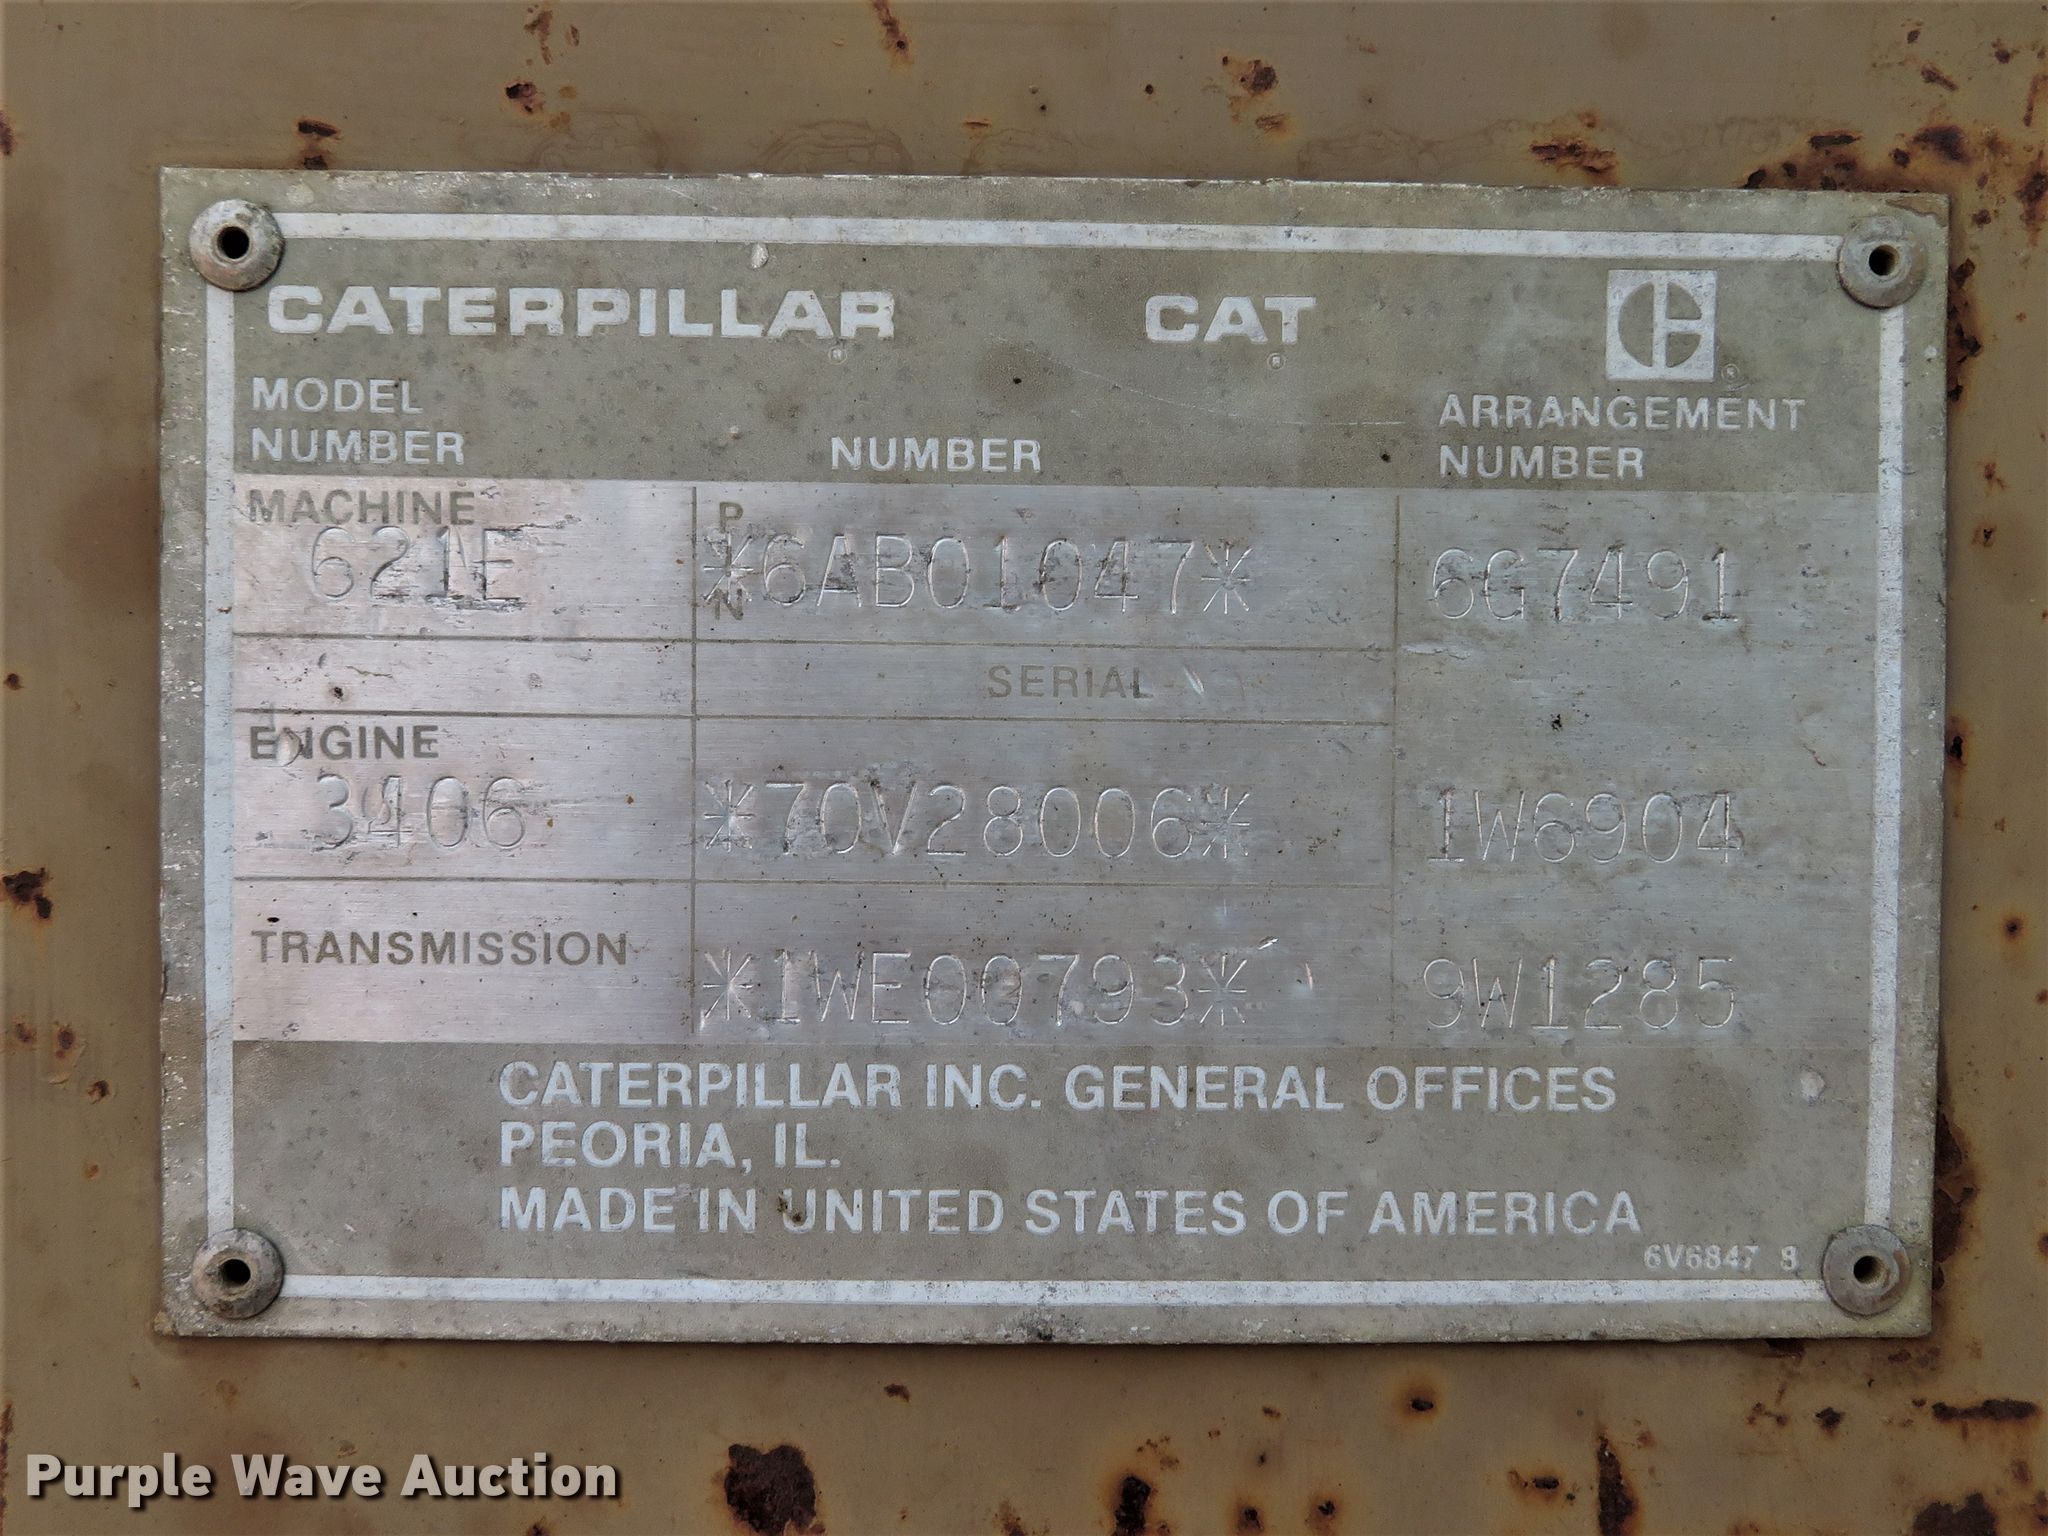 CATERPILLAR CAT
MODEL NUMBER NUMBER ARRANGEMENT NUMBER
MACHINE
621E PIN *6AB01047* 6G7491
SERIAL
ENGINE
3406 *70V28006* 1W6904
TRANSMISSION *1WE00793* 9W1285
CATERPILLAR INC. GENERAL OFFICES
PEORIA, IL.
MADE IN UNITED STATES OF AMERICA
6V6847
Purple Wave Auction